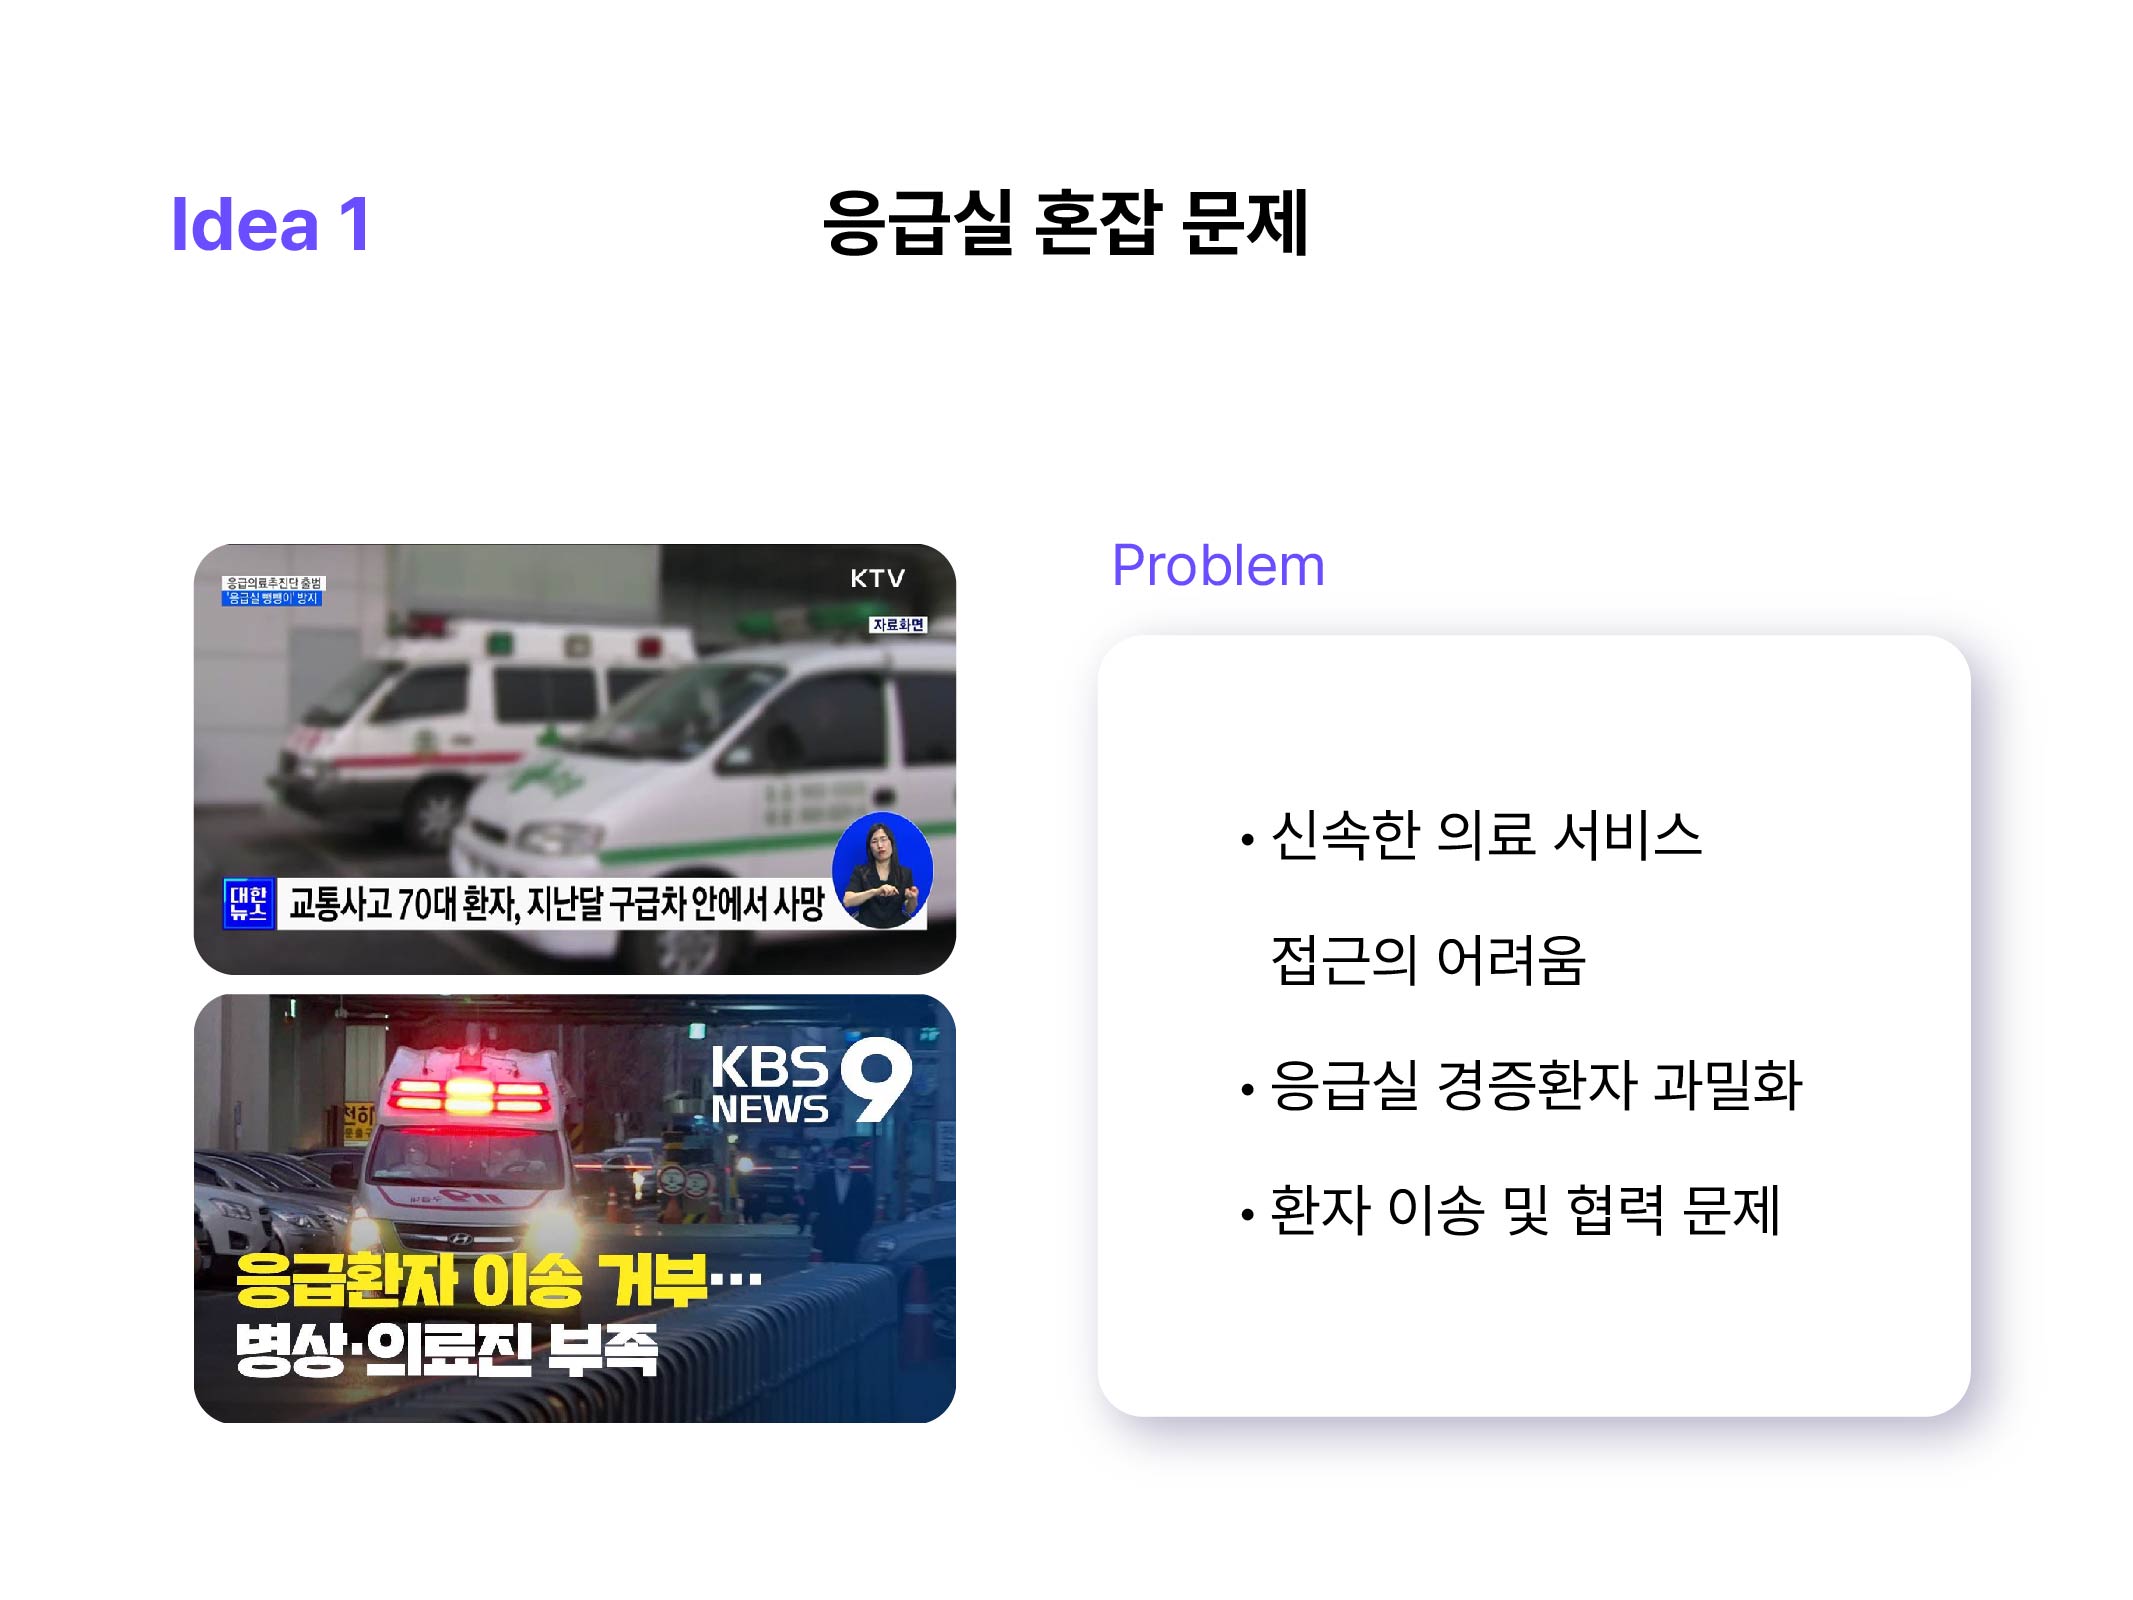 Idea 1
응급실 혼잡 문제
응급의료추진단 출범
'응급실 뺑뺑이' 방지
KTV
자료화면
대한
뉴스
교통사고 70대 환자, 지난달 구급차 안에서 사망
KBS
NEWS 9
천하
응급환자 이송 거부…
병상·의료진 부족
Problem
• 신속한 의료 서비스
접근의 어려움
• 응급실 경증환자 과밀화
• 환자 이송 및 협력 문제